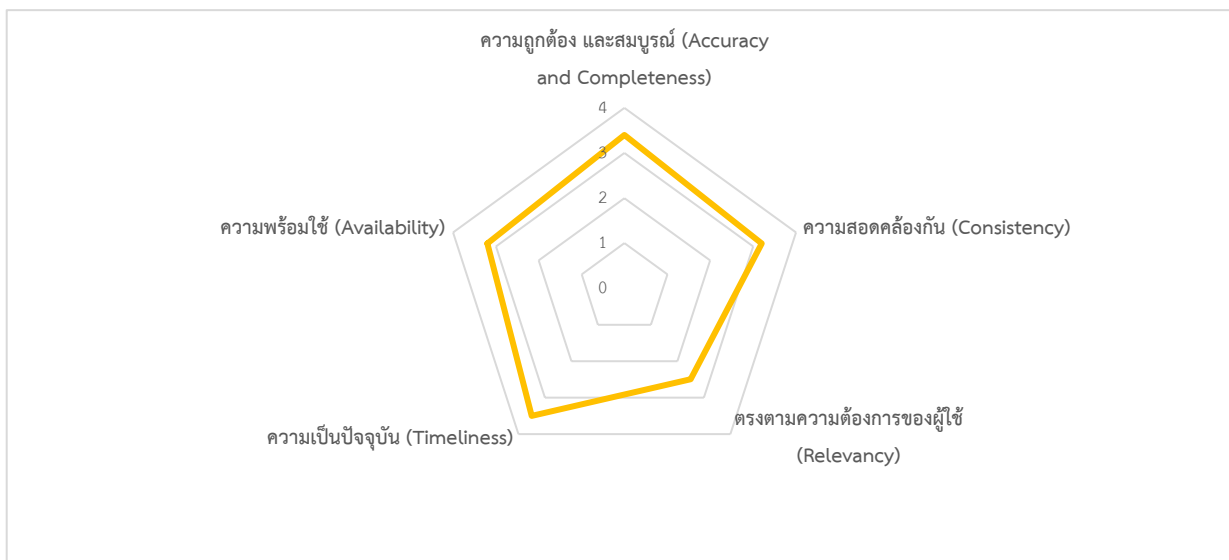 ความถูกต้อง และสมบูรณ์ (Accuracy
and Completeness)
4
3
2
1
0
ความพร้อมใช้ (Availability)
ความสอดคล้องกัน (Consistency)
ความเป็นปัจจุบัน (Timeliness)
ตรงตามความต้องการของผู้ใช้
(Relevancy)